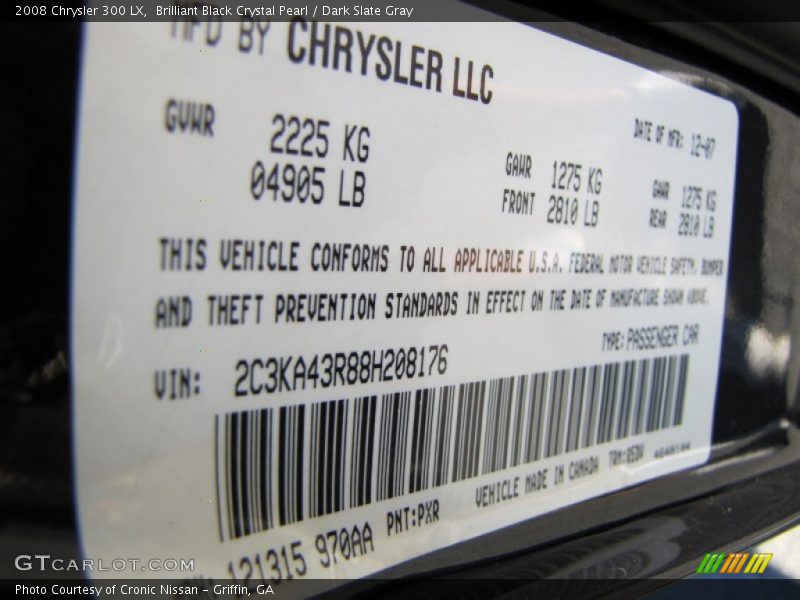 2008 Chrysler 300 LX, Brilliant Black Crystal Pearl / Dark Slate Gray
MFD BY CHRYSLER LLC
DATE OF MFR: 12-07
GVWR 2225 KG
04905 LB
GAWR 1275 KG
FRONT 2810 LB
GAWR 1275 KG
REAR 2810 LB
THIS VEHICLE CONFORMS TO ALL APPLICABLE U.S.A. FEDERAL MOTOR VEHICLE SAFETY, BUMPER
AND THEFT PREVENTION STANDARDS IN EFFECT ON THE DATE OF MANUFACTURE SHOWN ABOVE.
TYPE: PASSENGER CAR
VIN: 2C3KA43R88H208176
VEHICLE MADE IN CANADA
121315 970AA PNT:PXR
GTCARLOT.COM
Photo Courtesy of Cronic Nissan - Griffin, GA